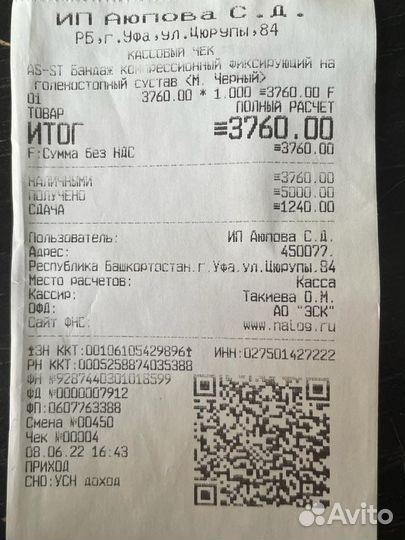 ИП Аюпова С.Д.
РБ,г.Уфа,ул.Цюрупы,84
КАССОВЫЙ ЧЕК
AS-ST Бандаж компрессионный фиксирующий на
голеностопный сустав <М. Черный>
01 3760.00 * 1.000 ≡3760.00 F
ТОВАР ПОЛНЫЙ РАСЧЕТ
ИТОГ ≡3760.00
F:Сумма без НДС ≡3760.00
НАЛИЧНЫМИ ≡3760.00
ПОЛУЧЕНО ≡5000.00
СДАЧА ≡1240.00
Пользователь: ИП Аюпова С.Д.
Адрес: 450077,
Республика Башкортостан,г.Уфа,ул.Цюрупы,84
Место расчетов: Касса
Кассир: Такиева О.М.
ОФД: АО "ЭСК"
Сайт ФНС: www.nalog.ru
ЗН ККТ:00106105429896 ИНН:027501427222
РН ККТ:0005258874035388
ФН №9287440301018599
ФД №0000007912
ФП:0607763388
Смена №00450
Чек №00004
08.06.22 16:43
ПРИХОД
СНО:УСН доход
Avito